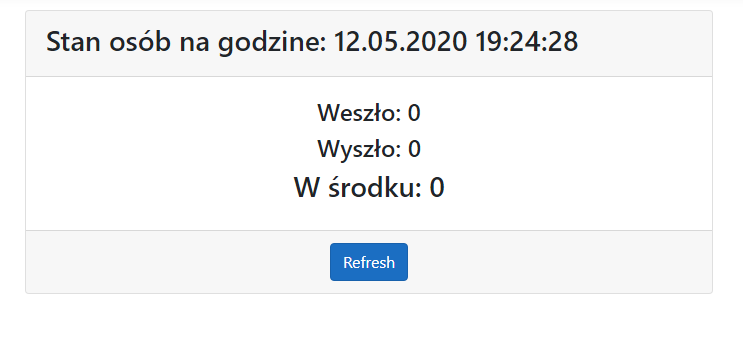 Stan osób na godzine: 12.05.2020 19:24:28
Weszło: 0
Wyszło: 0
W środku: 0
Refresh